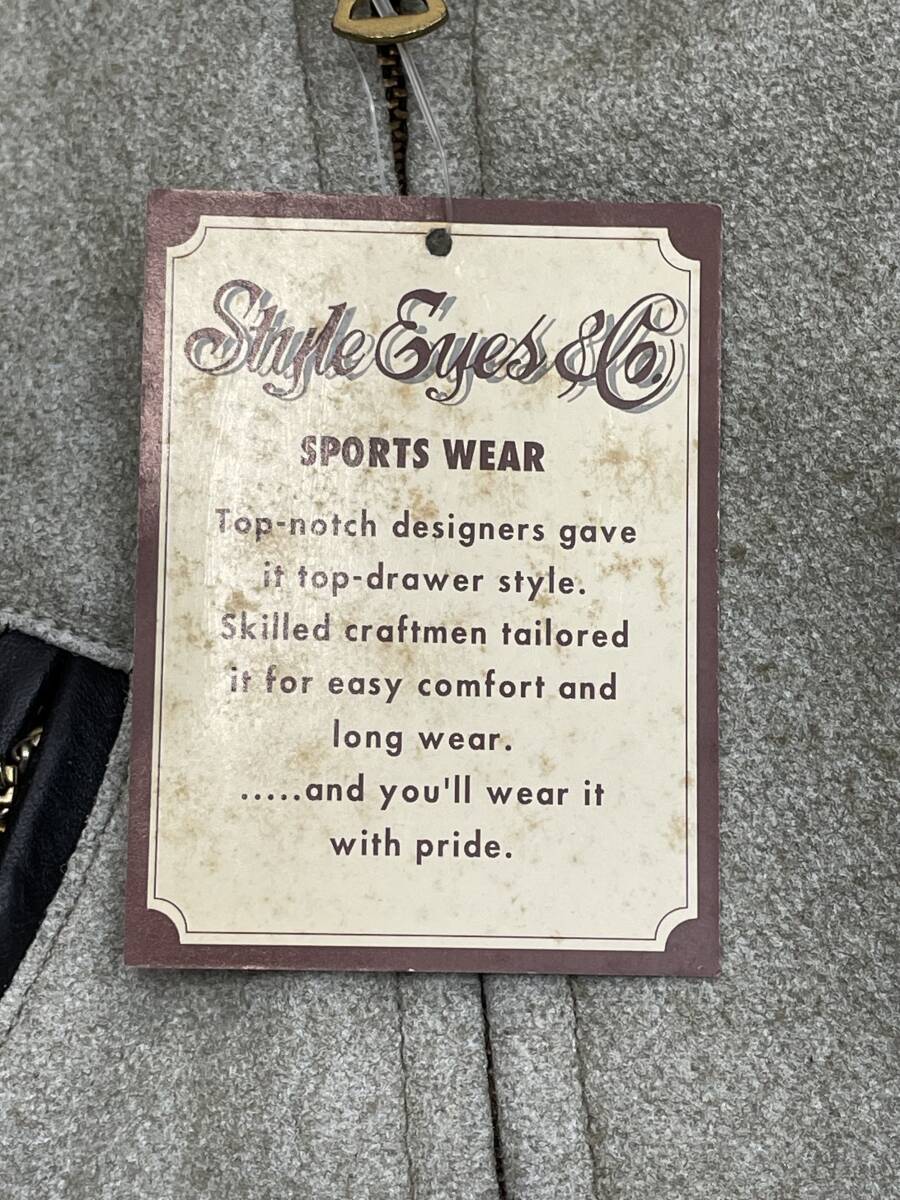 Style Eyes & Co.
SPORTS WEAR
Top-notch designers gave
it top-drawer style.
Skilled craftmen tailored
it for easy comfort and
long wear.
.....and you'll wear it
with pride.